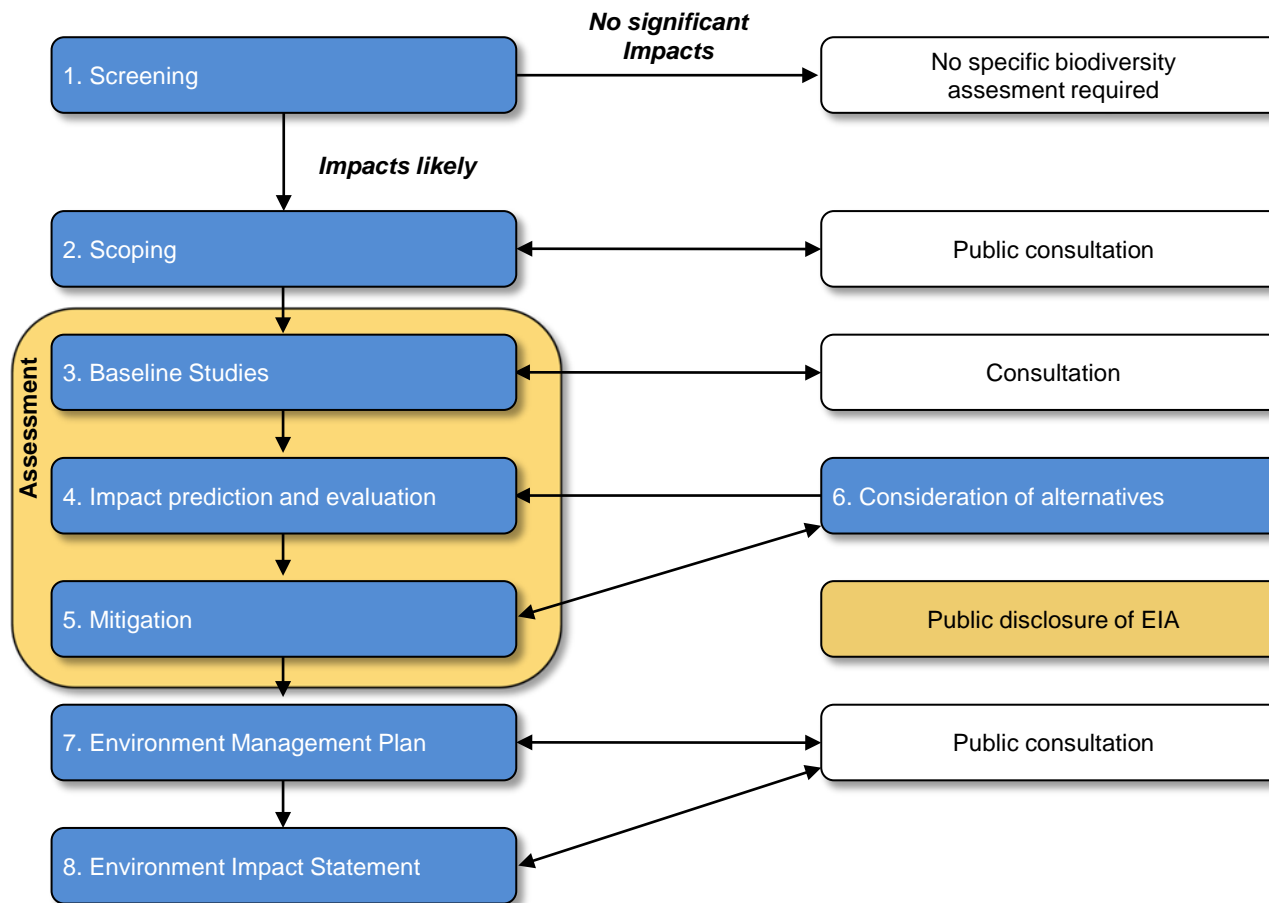 No significant
Impacts
1. Screening
No specific biodiversity
assesment required
Impacts likely
2. Scoping
Public consultation
Assessment
3. Baseline Studies
Consultation
4. Impact prediction and evaluation
6. Consideration of alternatives
5. Mitigation
Public disclosure of EIA
7. Environment Management Plan
Public consultation
8. Environment Impact Statement